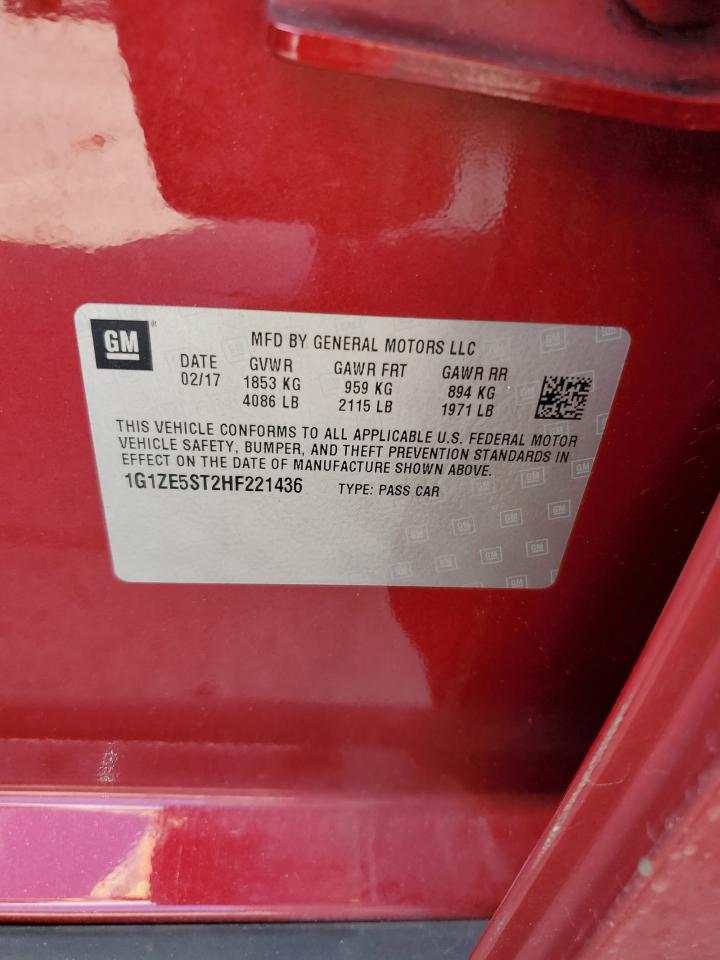 GM
MFD BY GENERAL MOTORS LLC
DATE GVWR GAWR FRT GAWR RR
02/17 1853 KG 959 KG 894 KG
4086 LB 2115 LB 1971 LB
THIS VEHICLE CONFORMS TO ALL APPLICABLE U.S. FEDERAL MOTOR
VEHICLE SAFETY, BUMPER, AND THEFT PREVENTION STANDARDS IN
EFFECT ON THE DATE OF MANUFACTURE SHOWN ABOVE.
1G1ZE5ST2HF221436 TYPE: PASS CAR